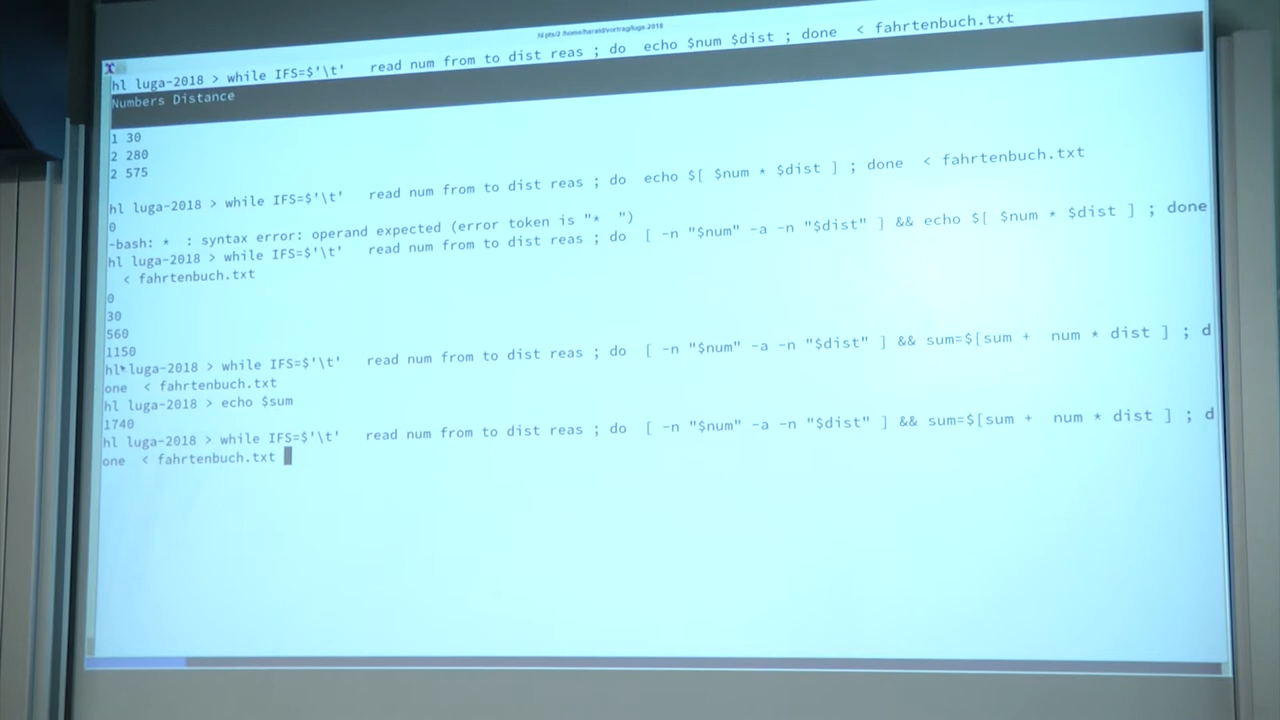 hl luga-2018 > while IFS=$'\t'   read num from to dist reas ; do  echo $num $dist ; done  < fahrtenbuch.txt
Numbers Distance
1 30
2 280
2 575
hl luga-2018 > while IFS=$'\t'   read num from to dist reas ; do  echo $[ $num * $dist ] ; done  < fahrtenbuch.txt
0
-bash: *  : syntax error: operand expected (error token is "*  ")
hl luga-2018 > while IFS=$'\t'   read num from to dist reas ; do  [ -n "$num" -a -n "$dist" ] && echo $[ $num * $dist ] ; done
< fahrtenbuch.txt
0
30
560
1150
hl luga-2018 > while IFS=$'\t'   read num from to dist reas ; do  [ -n "$num" -a -n "$dist" ] && sum=$[sum +  num * dist ] ; d
one  < fahrtenbuch.txt
hl luga-2018 > echo $sum
1740
hl luga-2018 > while IFS=$'\t'   read num from to dist reas ; do  [ -n "$num" -a -n "$dist" ] && sum=$[sum +  num * dist ] ; d
one  < fahrtenbuch.txt